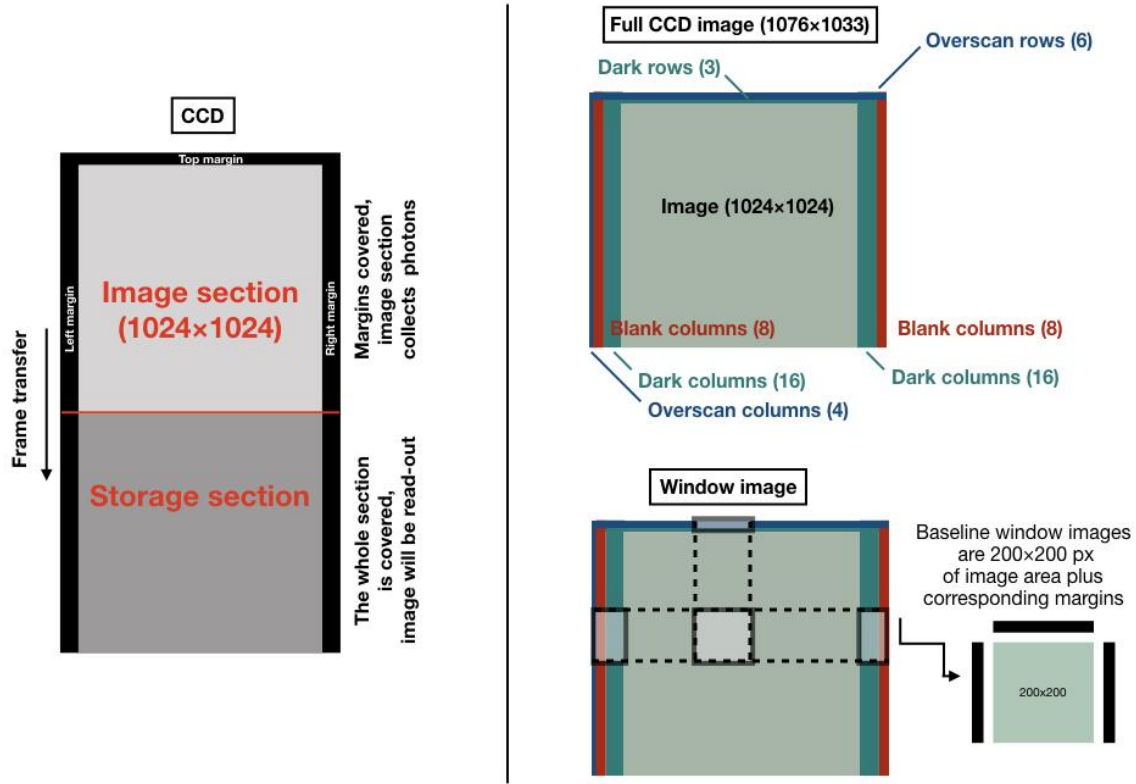 CCD
Top margin
Left margin
Right margin
Image section
(1024×1024)
Storage section
Frame transfer
Margins covered,
image section
collects photons
The whole section
is covered,
image will be read-out
Full CCD image (1076×1033)
Overscan rows (6)
Dark rows (3)
Image (1024×1024)
Blank columns (8)
Blank columns (8)
Dark columns (16)
Dark columns (16)
Overscan columns (4)
Window image
Baseline window images
are 200×200 px
of image area plus
corresponding margins
200x200